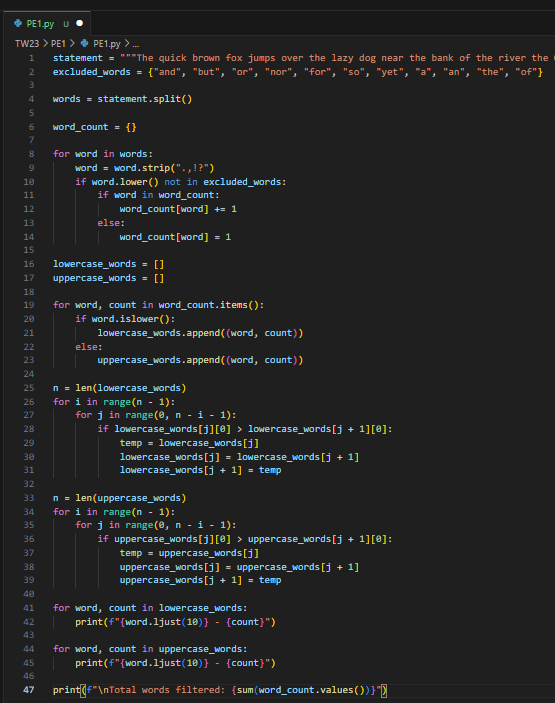 PE1.py U
TW23 > PE1 > PE1.py > ...
1 statement = """The quick brown fox jumps over the lazy dog near the bank of the river the
2 excluded_words = {"and", "but", "or", "nor", "for", "so", "yet", "a", "an", "the", "of"}
3
4 words = statement.split()
5
6 word_count = {}
7
8 for word in words:
9     word = word.strip(".,!?")
10     if word.lower() not in excluded_words:
11         if word in word_count:
12             word_count[word] += 1
13         else:
14             word_count[word] = 1
15
16 lowercase_words = []
17 uppercase_words = []
18
19 for word, count in word_count.items():
20     if word.islower():
21         lowercase_words.append((word, count))
22     else:
23         uppercase_words.append((word, count))
24
25 n = len(lowercase_words)
26 for i in range(n - 1):
27     for j in range(0, n - i - 1):
28         if lowercase_words[j][0] > lowercase_words[j + 1][0]:
29             temp = lowercase_words[j]
30             lowercase_words[j] = lowercase_words[j + 1]
31             lowercase_words[j + 1] = temp
32
33 n = len(uppercase_words)
34 for i in range(n - 1):
35     for j in range(0, n - i - 1):
36         if uppercase_words[j][0] > uppercase_words[j + 1][0]:
37             temp = uppercase_words[j]
38             uppercase_words[j] = uppercase_words[j + 1]
39             uppercase_words[j + 1] = temp
40
41 for word, count in lowercase_words:
42     print(f"{word.ljust(10)} - {count}")
43
44 for word, count in uppercase_words:
45     print(f"{word.ljust(10)} - {count}")
46
47 print(f"\nTotal words filtered: {sum(word_count.values())}")